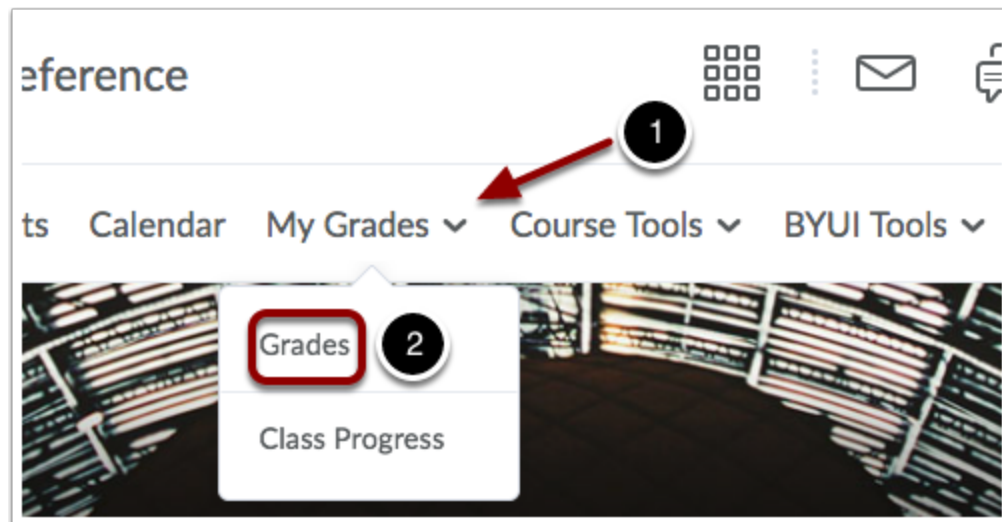 eference
1
ts Calendar My Grades Course Tools BYUI Tools
Grades 2
Class Progress